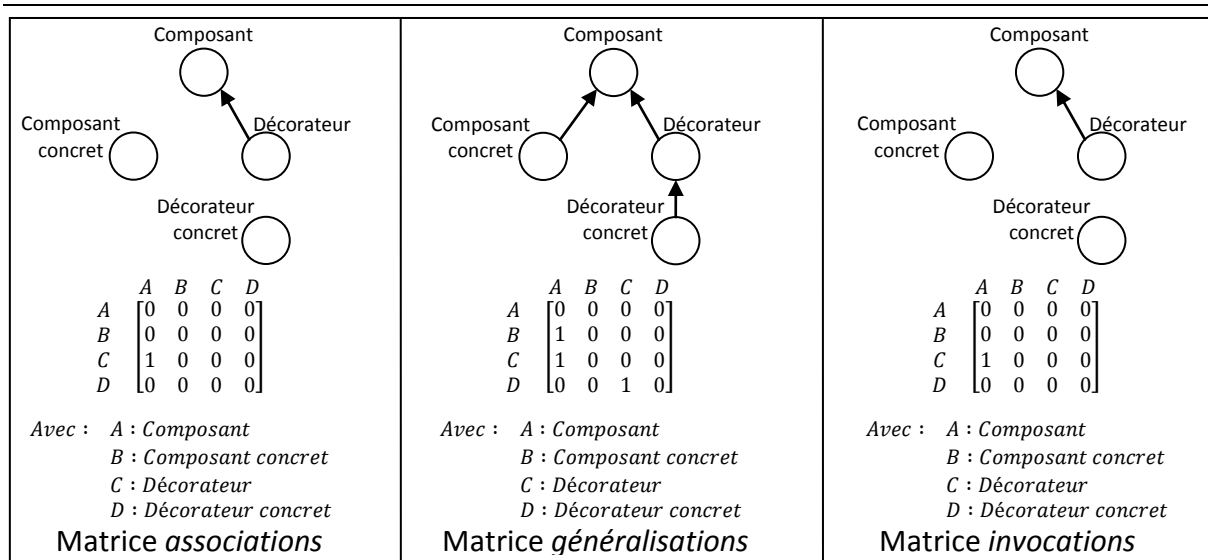 Composant
Composant
concret
Décorateur
Décorateur
concret
A B C D
A [0 0 0 0]
B [0 0 0 0]
C [1 0 0 0]
D [0 0 0 0]
Avec : A : Composant
B : Composant concret
C : Décorateur
D : Décorateur concret
Matrice associations
Composant
Composant
concret
Décorateur
Décorateur
concret
A B C D
A [0 0 0 0]
B [1 0 0 0]
C [1 0 0 0]
D [0 0 1 0]
Avec : A : Composant
B : Composant concret
C : Décorateur
D : Décorateur concret
Matrice généralisations
Composant
Composant
concret
Décorateur
Décorateur
concret
A B C D
A [0 0 0 0]
B [0 0 0 0]
C [1 0 0 0]
D [0 0 0 0]
Avec : A : Composant
B : Composant concret
C : Décorateur
D : Décorateur concret
Matrice invocations